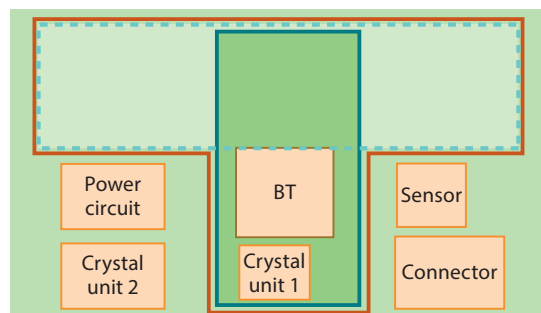 Power
circuit
BT
Sensor
Crystal
unit 2
Crystal
unit 1
Connector